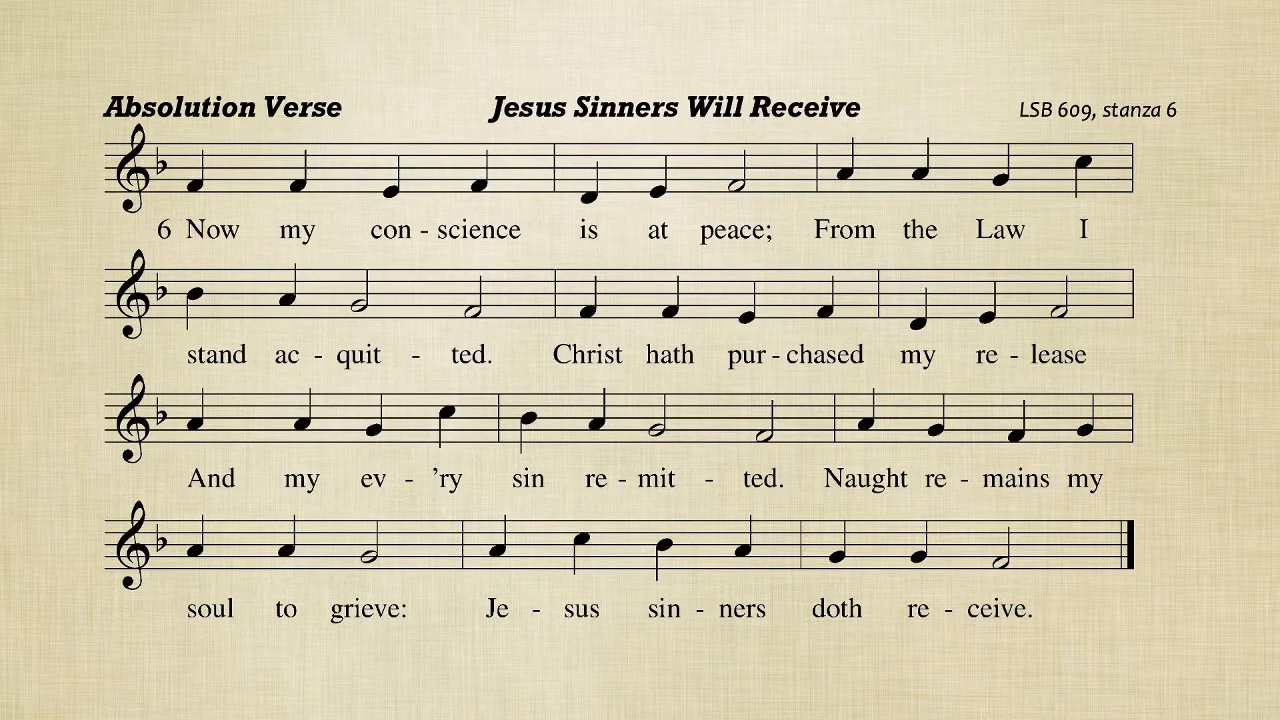 Absolution Verse Jesus Sinners Will Receive LSB 609, stanza 6
6 Now my con - science is at peace; From the Law I
stand ac - quit - ted. Christ hath pur - chased my re - lease
And my ev - ’ry sin re - mit - ted. Naught re - mains my
soul to grieve: Je - sus sin - ners doth re - ceive.